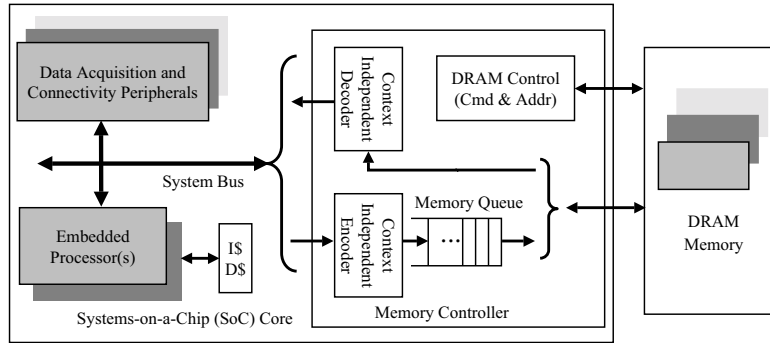 Data Acquisition and
Connectivity Peripherals
System Bus
Embedded
Processor(s)
I$
D$
Systems-on-a-Chip (SoC) Core
Context
Independent
Decoder
DRAM Control
(Cmd & Addr)
Context
Independent
Encoder
Memory Queue
...
Memory Controller
DRAM
Memory